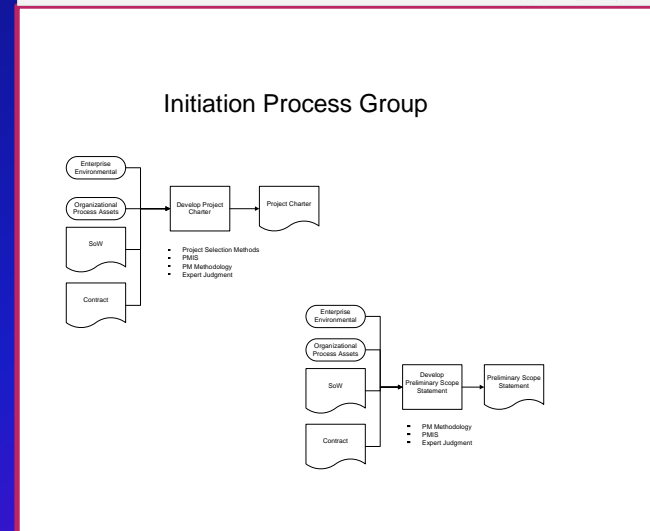 Initiation Process Group
Enterprise
Environmental
Organizational
Process Assets
SoW
Contract
Develop Project
Charter
Project Charter
Project Selection Methods
PMIS
PM Methodology
Expert Judgment
Enterprise
Environmental
Organizational
Process Assets
SoW
Contract
Develop
Preliminary Scope
Statement
Preliminary Scope
Statement
PM Methodology
PMIS
Expert Judgment